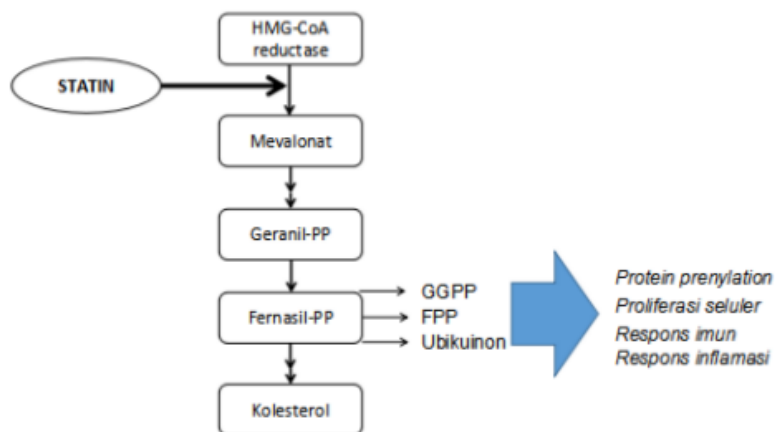 HMG-CoA
reductase
STATIN
Mevalonat
Geranil-PP
Fernasil-PP
GGPP
FPP
Ubikuinon
Protein prenylation
Proliferasi seluler
Respons imun
Respons inflamasi
Kolesterol